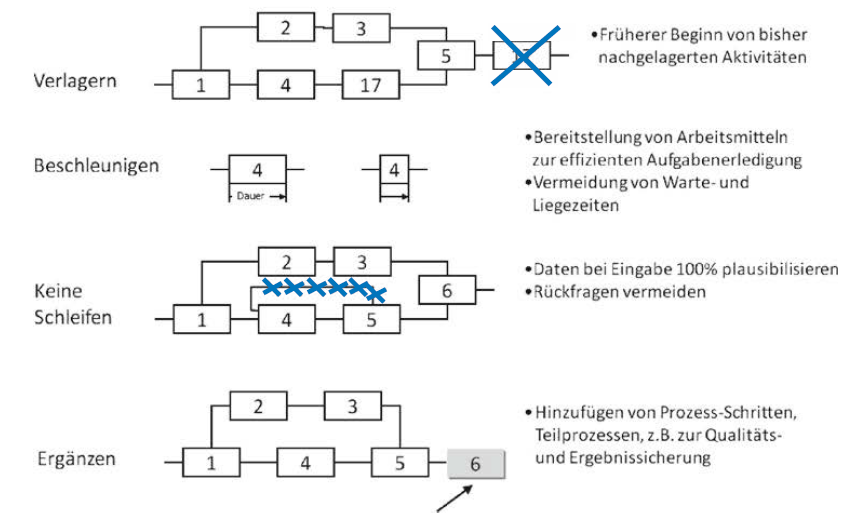 2 3
• Früherer Beginn von bisher
nachgelagerten Aktivitäten
5
Verlagern
1 4 17
• Bereitstellung von Arbeitsmitteln
zur effizienten Aufgabenerledigung
Beschleunigen
4 4
Dauer
• Vermeidung von Warte- und
Liegezeiten
2 3
• Daten bei Eingabe 100% plausibilisieren
Keine
6
• Rückfragen vermeiden
Schleifen
1 4 5
2 3
• Hinzufügen von Prozess-Schritten,
Teilprozessen, z.B. zur Qualitäts-
und Ergebnissicherung
Ergänzen
1 4 5 6